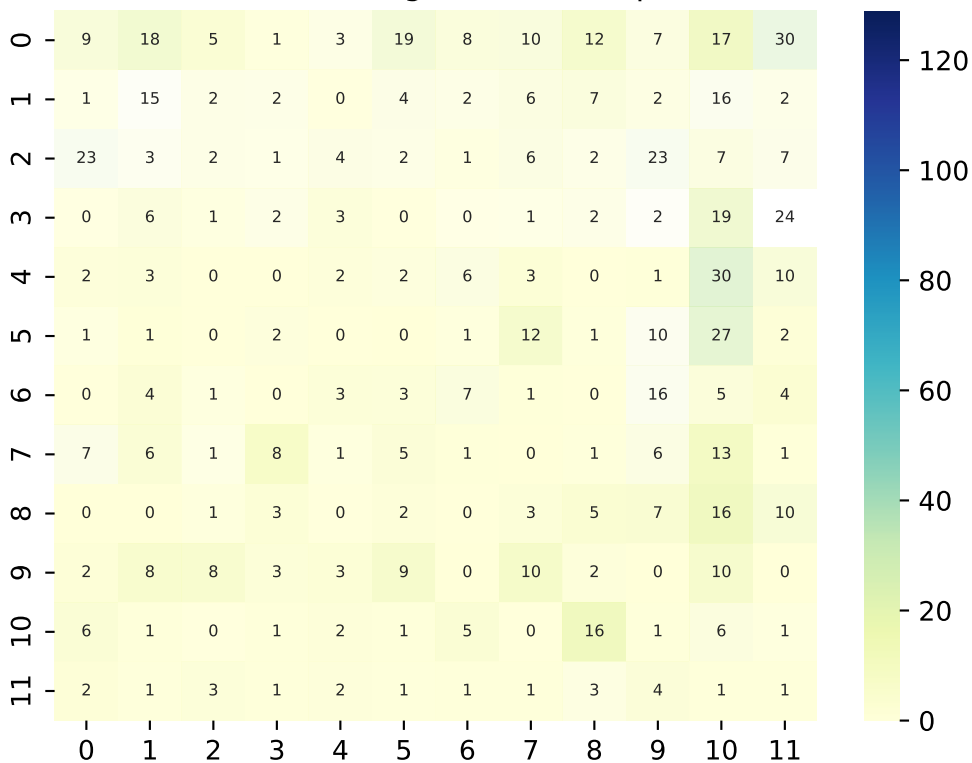 0 9 18 5 1 3 19 8 10 12 7 17 30
120
1 1 15 2 2 0 4 2 6 7 2 16 2
2 23 3 2 1 4 2 1 6 2 23 7 7
100
3 0 6 1 2 3 0 0 1 2 2 19 24
4 2 3 0 0 2 2 6 3 0 1 30 10
80
5 1 1 0 2 0 0 1 12 1 10 27 2
6 0 4 1 0 3 3 7 1 0 16 5 4
60
7 7 6 1 8 1 5 1 0 1 6 13 1
40
8 0 0 1 3 0 2 0 3 5 7 16 10
9 2 8 8 3 3 9 0 10 2 0 10 0
20
10 6 1 0 1 2 1 5 0 16 1 6 1
11 2 1 3 1 2 1 1 1 3 4 1 1
0
0 1 2 3 4 5 6 7 8 9 10 11